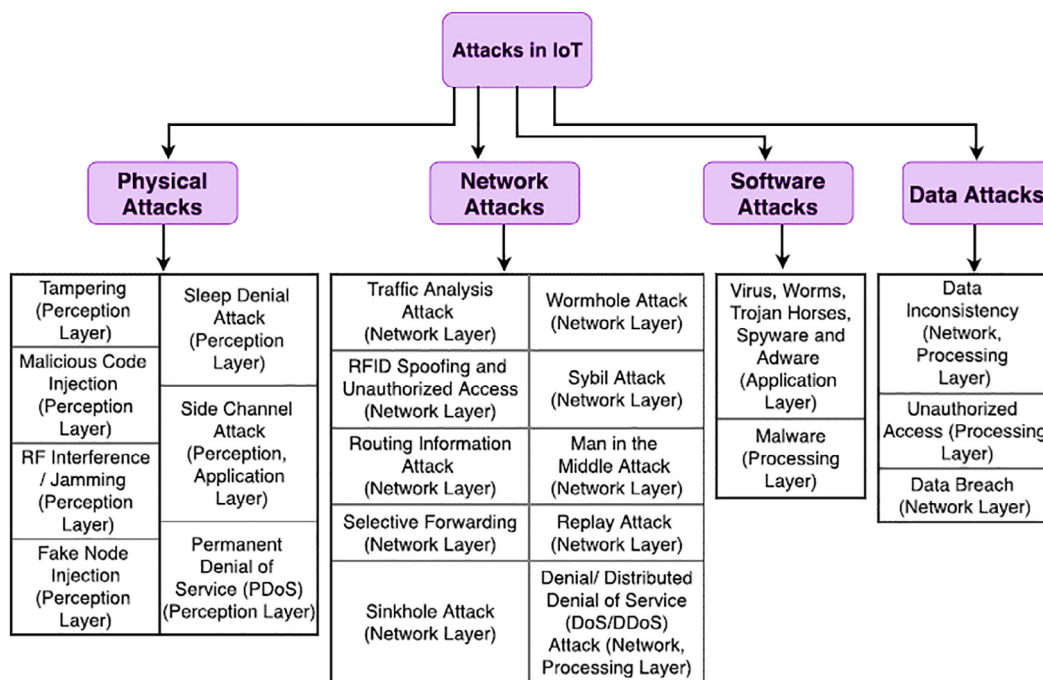 Attacks in IoT
Physical
Attacks
Network
Attacks
Software
Attacks
Data Attacks
Tampering
(Perception
Layer)
Malicious Code
Injection
(Perception
Layer)
RF Interference
/ Jamming
(Perception
Layer)
Fake Node
Injection
(Perception
Layer)
Sleep Denial
Attack
(Perception
Layer)
Side Channel
Attack
(Perception,
Application
Layer)
Permanent
Denial of
Service (PDoS)
(Perception Layer)
Traffic Analysis
Attack
(Network Layer)
RFID Spoofing and
Unauthorized Access
(Network Layer)
Routing Information
Attack
(Network Layer)
Selective Forwarding
(Network Layer)
Sinkhole Attack
(Network Layer)
Wormhole Attack
(Network Layer)
Sybil Attack
(Network Layer)
Man in the
Middle Attack
(Network Layer)
Replay Attack
(Network Layer)
Denial/ Distributed
Denial of Service
(DoS/DDoS)
Attack (Network,
Processing Layer)
Virus, Worms,
Trojan Horses,
Spyware and
Adware
(Application
Layer)
Malware
(Processing
Layer)
Data
Inconsistency
(Network,
Processing
Layer)
Unauthorized
Access (Processing
Layer)
Data Breach
(Network Layer)